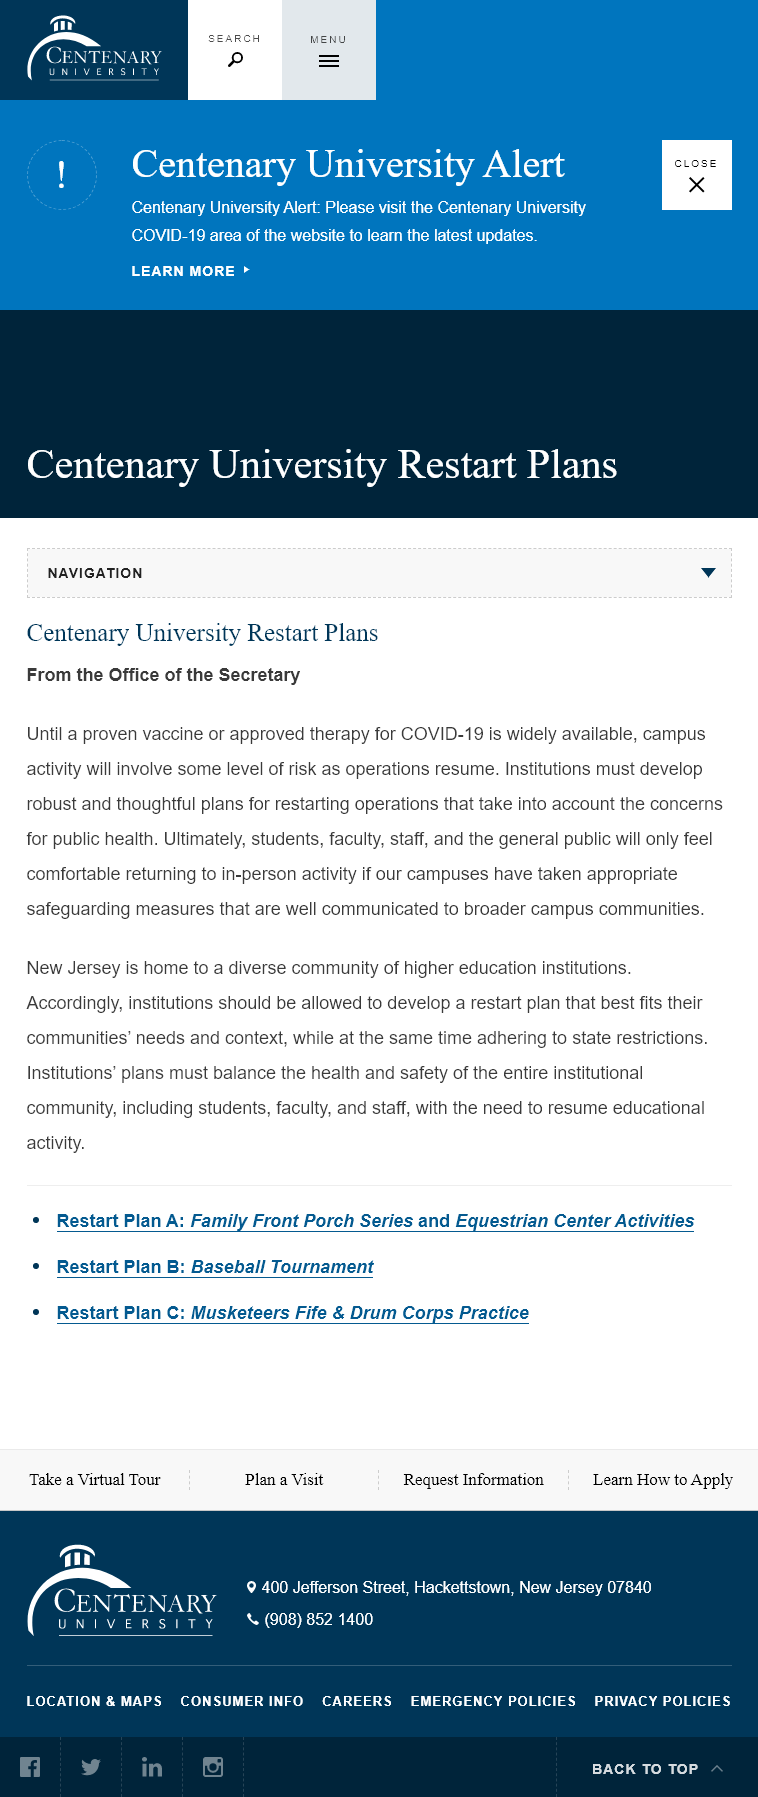 CENTENARY
UNIVERSITY
SEARCH
MENU
!
Centenary University Alert
CLOSE
Centenary University Alert: Please visit the Centenary University
COVID-19 area of the website to learn the latest updates.
LEARN MORE
Centenary University Restart Plans
NAVIGATION
Centenary University Restart Plans
From the Office of the Secretary
Until a proven vaccine or approved therapy for COVID-19 is widely available, campus
activity will involve some level of risk as operations resume. Institutions must develop
robust and thoughtful plans for restarting operations that take into account the concerns
for public health. Ultimately, students, faculty, staff, and the general public will only feel
comfortable returning to in-person activity if our campuses have taken appropriate
safeguarding measures that are well communicated to broader campus communities.
New Jersey is home to a diverse community of higher education institutions.
Accordingly, institutions should be allowed to develop a restart plan that best fits their
communities’ needs and context, while at the same time adhering to state restrictions.
Institutions’ plans must balance the health and safety of the entire institutional
community, including students, faculty, and staff, with the need to resume educational
activity.
• Restart Plan A: Family Front Porch Series and Equestrian Center Activities
• Restart Plan B: Baseball Tournament
• Restart Plan C: Musketeers Fife & Drum Corps Practice
Take a Virtual Tour Plan a Visit Request Information Learn How to Apply
CENTENARY
UNIVERSITY
400 Jefferson Street, Hackettstown, New Jersey 07840
(908) 852 1400
LOCATION & MAPS CONSUMER INFO CAREERS EMERGENCY POLICIES PRIVACY POLICIES
BACK TO TOP